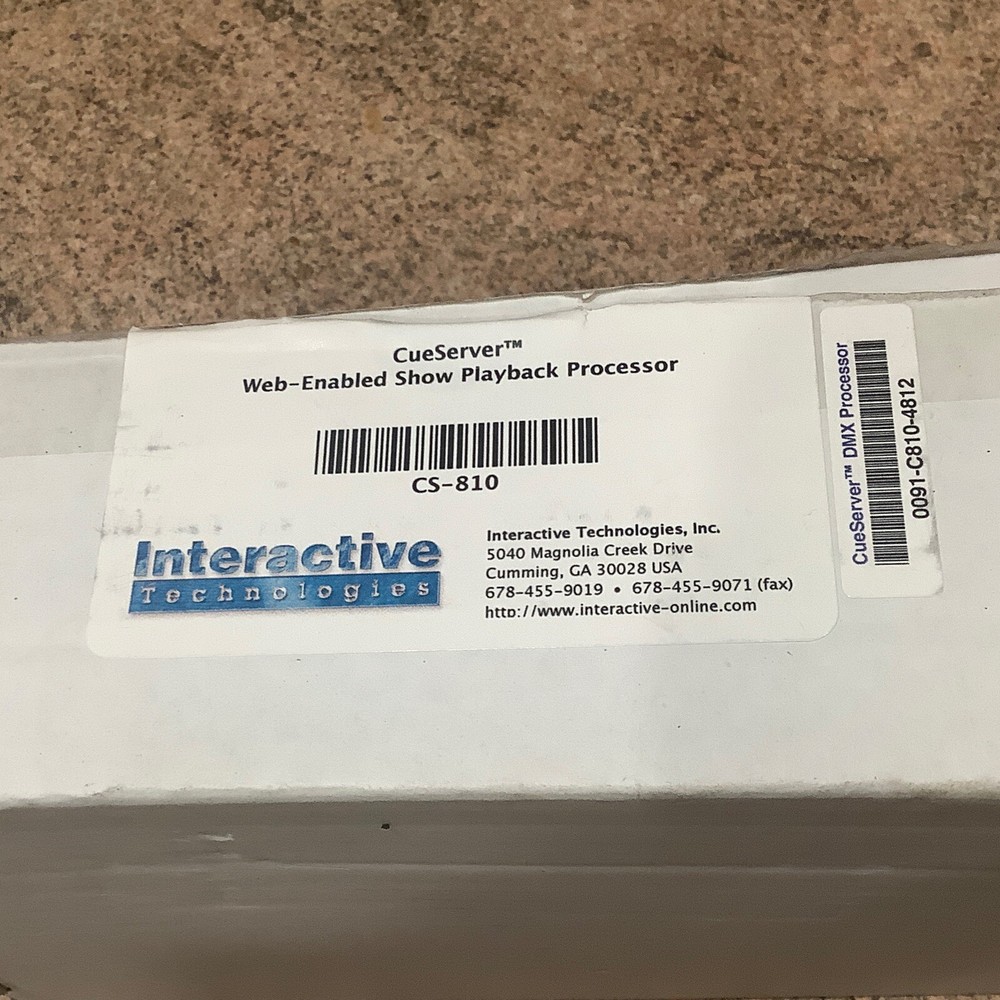 CueServer™
Web-Enabled Show Playback Processor
CS-810
Interactive
Technologies
Interactive Technologies, Inc.
5040 Magnolia Creek Drive
Cumming, GA 30028 USA
678-455-9019 • 678-455-9071 (fax)
http://www.interactive-online.com
CueServer™ DMX Processor
0091-C810-4812